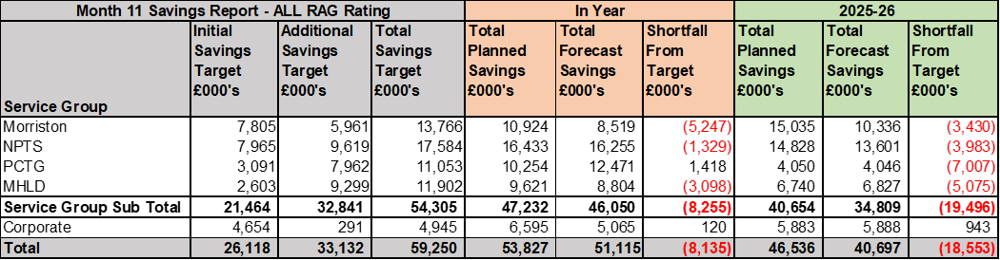 Month 11 Savings Report - ALL RAG Rating In Year 2025-26
Service Group Initial Savings Target £000's Additional Savings Target £000's Total Savings Target £000's Total Planned Savings £000's Total Forecast Savings £000's Shortfall From Target £000's Total Planned Savings £000's Total Forecast Savings £000's Shortfall From Target £000's
Morriston 7,805 5,961 13,766 10,924 8,519 (5,247) 15,035 10,336 (3,430)
NPTS 7,965 9,619 17,584 16,433 16,255 (1,329) 14,828 13,601 (3,983)
PCTG 3,091 7,962 11,053 10,254 12,471 1,418 4,050 4,046 (7,007)
MHLD 2,603 9,299 11,902 9,621 8,804 (3,098) 6,740 6,827 (5,075)
Service Group Sub Total 21,464 32,841 54,305 47,232 46,050 (8,255) 40,654 34,809 (19,496)
Corporate 4,654 291 4,945 6,595 5,065 120 5,883 5,888 943
Total 26,118 33,132 59,250 53,827 51,115 (8,135) 46,536 40,697 (18,553)